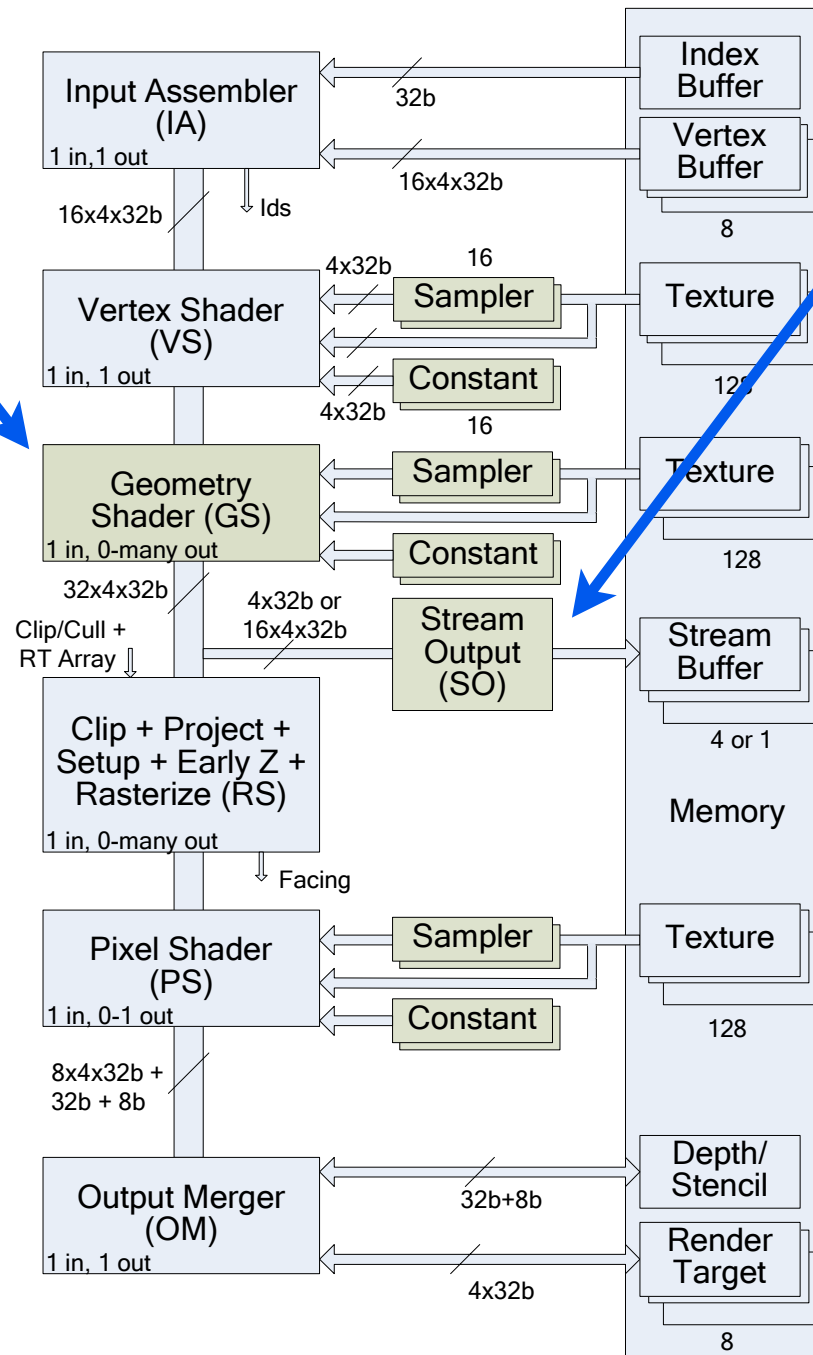 Input Assembler
(IA)
1 in,1 out
32b
Index
Buffer
16x4x32b
Vertex
Buffer
8
16x4x32b
Ids
Vertex Shader
(VS)
1 in, 1 out
4x32b
16
Sampler
Texture
128
4x32b
Constant
16
Geometry
Shader (GS)
1 in, 0-many out
Sampler
Texture
128
Constant
32x4x32b
4x32b or
16x4x32b
Stream
Output
(SO)
Stream
Buffer
4 or 1
Clip/Cull +
RT Array
Clip + Project +
Setup + Early Z +
Rasterize (RS)
1 in, 0-many out
Memory
Facing
Pixel Shader
(PS)
1 in, 0-1 out
Sampler
Texture
128
Constant
8x4x32b +
32b + 8b
Output Merger
(OM)
1 in, 1 out
32b+8b
Depth/
Stencil
4x32b
Render
Target
8